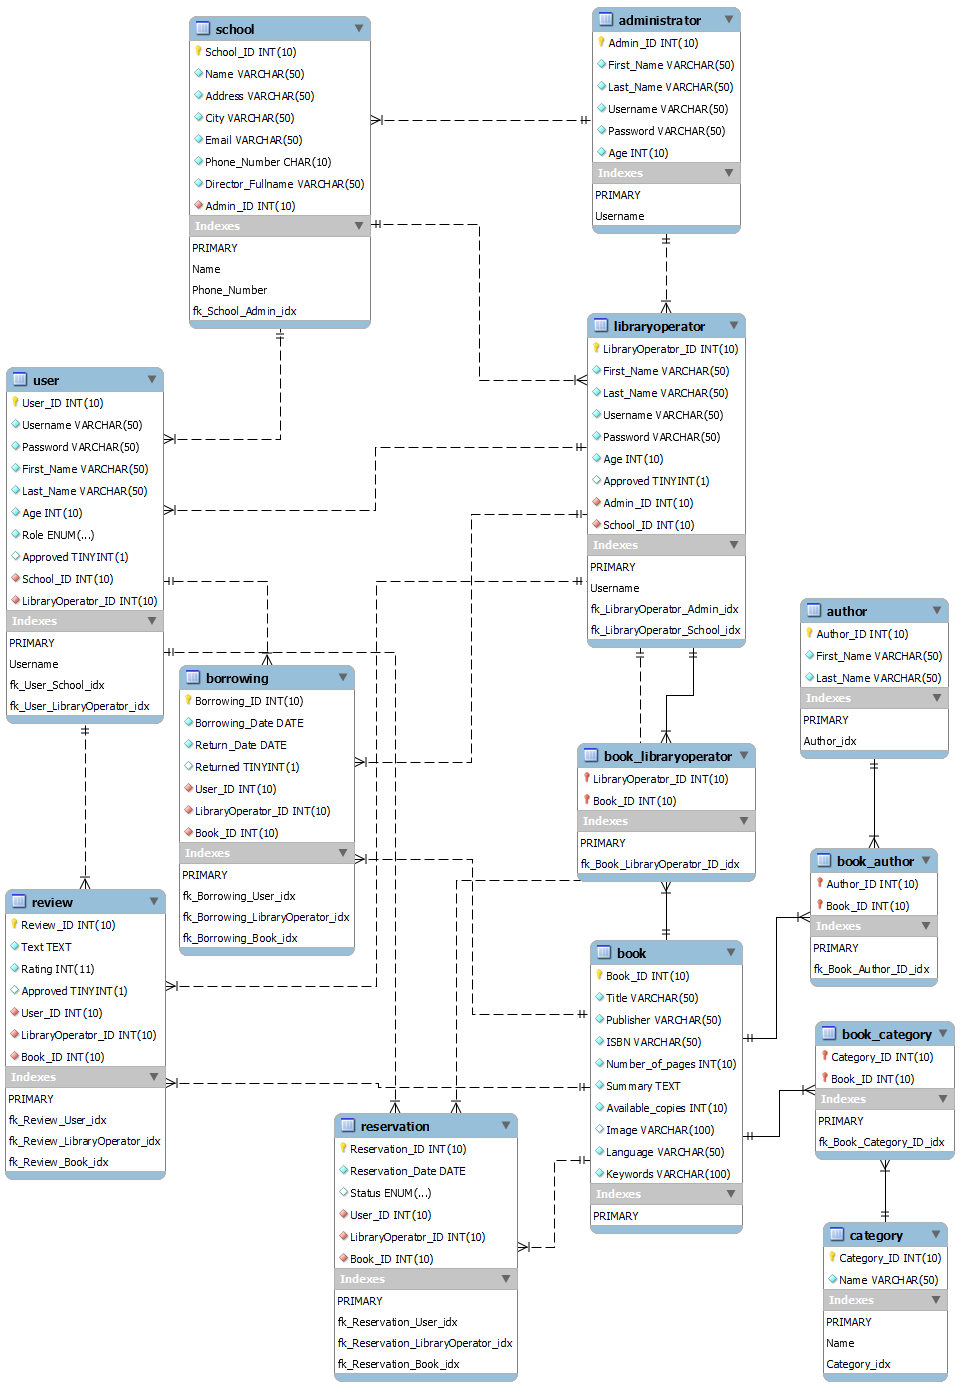 school
School_ID INT(10)
Name VARCHAR(50)
Address VARCHAR(50)
City VARCHAR(50)
Email VARCHAR(50)
Phone_Number CHAR(10)
Director_Fullname VARCHAR(50)
Admin_ID INT(10)
Indexes
PRIMARY
Name
Phone_Number
fk_School_Admin_idx
administrator
Admin_ID INT(10)
First_Name VARCHAR(50)
Last_Name VARCHAR(50)
Username VARCHAR(50)
Password VARCHAR(50)
Age INT(10)
Indexes
PRIMARY
Username
libraryoperator
LibraryOperator_ID INT(10)
First_Name VARCHAR(50)
Last_Name VARCHAR(50)
Username VARCHAR(50)
Password VARCHAR(50)
Age INT(10)
Approved TINYINT(1)
Admin_ID INT(10)
School_ID INT(10)
Indexes
PRIMARY
Username
fk_LibraryOperator_Admin_idx
fk_LibraryOperator_School_idx
user
User_ID INT(10)
Username VARCHAR(50)
Password VARCHAR(50)
First_Name VARCHAR(50)
Last_Name VARCHAR(50)
Age INT(10)
Role ENUM(...)
Approved TINYINT(1)
School_ID INT(10)
LibraryOperator_ID INT(10)
Indexes
PRIMARY
Username
fk_User_School_idx
fk_User_LibraryOperator_idx
borrowing
Borrowing_ID INT(10)
Borrowing_Date DATE
Return_Date DATE
Returned TINYINT(1)
User_ID INT(10)
LibraryOperator_ID INT(10)
Book_ID INT(10)
Indexes
PRIMARY
fk_Borrowing_User_idx
fk_Borrowing_LibraryOperator_idx
fk_Borrowing_Book_idx
author
Author_ID INT(10)
First_Name VARCHAR(50)
Last_Name VARCHAR(50)
Indexes
PRIMARY
Author_idx
book_libraryoperator
LibraryOperator_ID INT(10)
Book_ID INT(10)
Indexes
PRIMARY
fk_Book_LibraryOperator_ID_idx
book_author
Author_ID INT(10)
Book_ID INT(10)
Indexes
PRIMARY
fk_Book_Author_ID_idx
review
Review_ID INT(10)
Text TEXT
Rating INT(11)
Approved TINYINT(1)
User_ID INT(10)
LibraryOperator_ID INT(10)
Book_ID INT(10)
Indexes
PRIMARY
fk_Review_User_idx
fk_Review_LibraryOperator_idx
fk_Review_Book_idx
book
Book_ID INT(10)
Title VARCHAR(50)
Publisher VARCHAR(50)
ISBN VARCHAR(50)
Number_of_pages INT(10)
Summary TEXT
Available_copies INT(10)
Image VARCHAR(100)
Language VARCHAR(50)
Keywords VARCHAR(100)
Indexes
PRIMARY
book_category
Category_ID INT(10)
Book_ID INT(10)
Indexes
PRIMARY
fk_Book_Category_ID_idx
reservation
Reservation_ID INT(10)
Reservation_Date DATE
Status ENUM(...)
User_ID INT(10)
LibraryOperator_ID INT(10)
Book_ID INT(10)
Indexes
PRIMARY
fk_Reservation_User_idx
fk_Reservation_LibraryOperator_idx
fk_Reservation_Book_idx
category
Category_ID INT(10)
Name VARCHAR(50)
Indexes
PRIMARY
Name
Category_idx